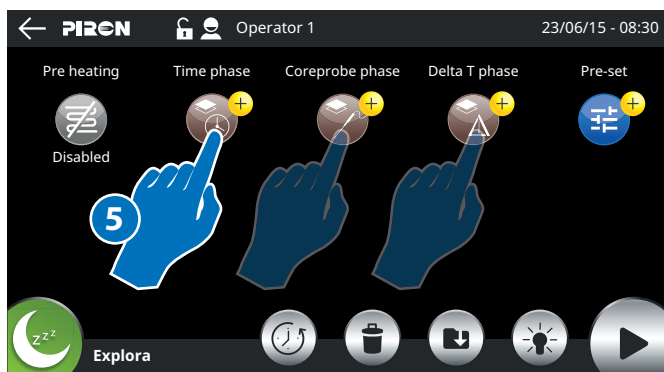 PIRON Operator 1 23/06/15 - 08:30
Pre heating Time phase Coreprobe phase Delta T phase Pre-set
Disabled
5
zzz
Explora